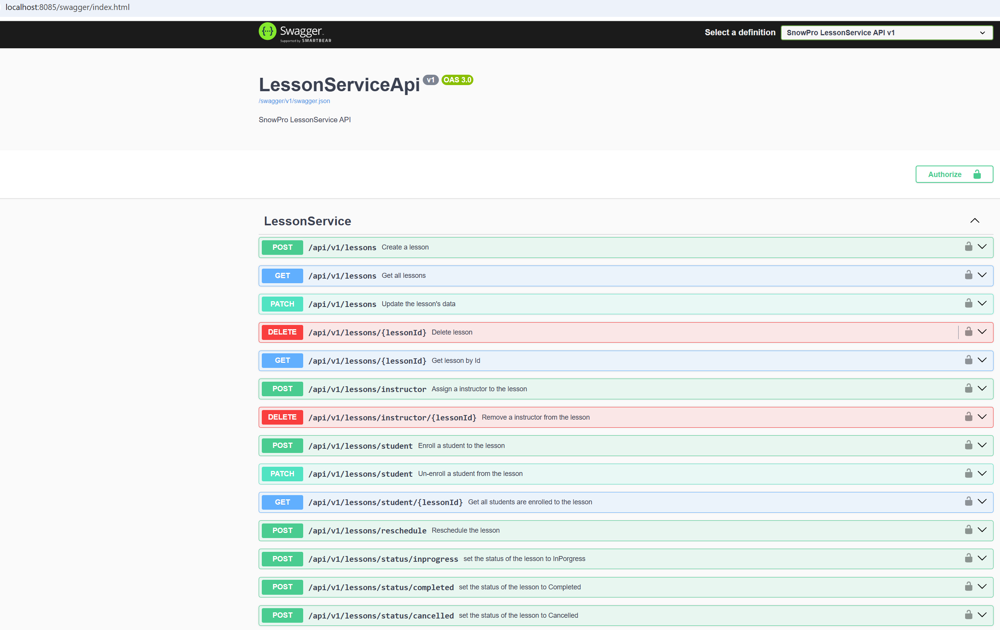 localhost:8085/swagger/index.html
{···} Swagger™ Select a definition SnowPro LessonService API v1
Supported by SMARTBEAR
LessonServiceApi v1 OAS 3.0
/swagger/v1/swagger.json
SnowPro LessonService API
Authorize
LessonService
POST /api/v1/lessons Create a lesson
GET /api/v1/lessons Get all lessons
PATCH /api/v1/lessons Update the lesson's data
DELETE /api/v1/lessons/{lessonId} Delete lesson
GET /api/v1/lessons/{lessonId} Get lesson by Id
POST /api/v1/lessons/instructor Assign a instructor to the lesson
DELETE /api/v1/lessons/instructor/{lessonId} Remove a instructor from the lesson
POST /api/v1/lessons/student Enroll a student to the lesson
PATCH /api/v1/lessons/student Un-enroll a student from the lesson
GET /api/v1/lessons/student/{lessonId} Get all students are enrolled to the lesson
POST /api/v1/lessons/reschedule Reschedule the lesson
POST /api/v1/lessons/status/inprogress set the status of the lesson to InPorgress
POST /api/v1/lessons/status/completed set the status of the lesson to Completed
POST /api/v1/lessons/status/cancelled set the status of the lesson to Cancelled